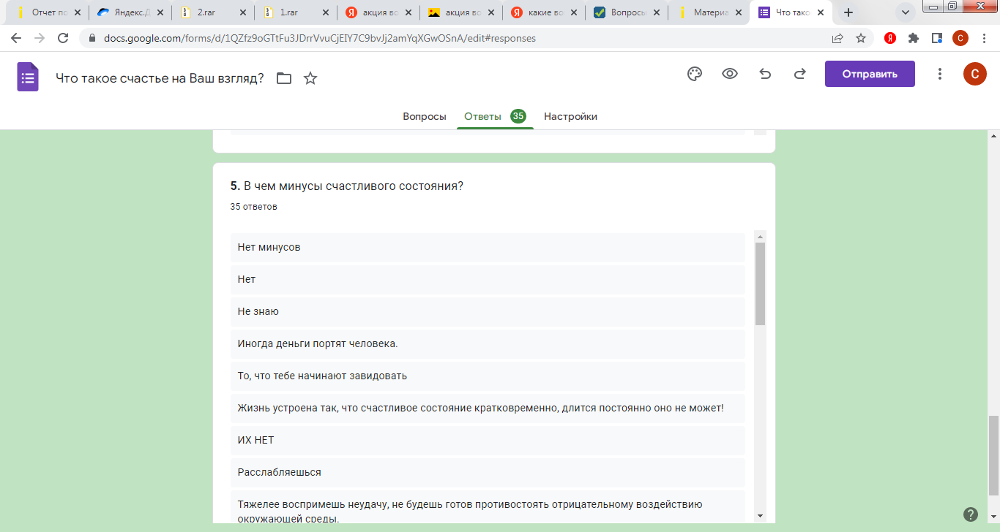 Отчет по
Яндекс.Д
2.rar
1.rar
акция во
акция во
какие во
Вопросы
Материа
Что тако
docs.google.com/forms/d/1QZfz9oGTtFu3JDrrVvuCjEIY7C9bvJj2amYqXGwOSnA/edit#responses
Что такое счастье на Ваш взгляд?
Отправить
С
Вопросы
Ответы 35
Настройки
5. В чем минусы счастливого состояния?
35 ответов
Нет минусов
Нет
Не знаю
Иногда деньги портят человека.
То, что тебе начинают завидовать
Жизнь устроена так, что счастливое состояние кратковременно, длится постоянно оно не может!
ИХ НЕТ
Расслабляешься
Тяжелее воспримешь неудачу, не будешь готов противостоять отрицательному воздействию
окружающей среды.